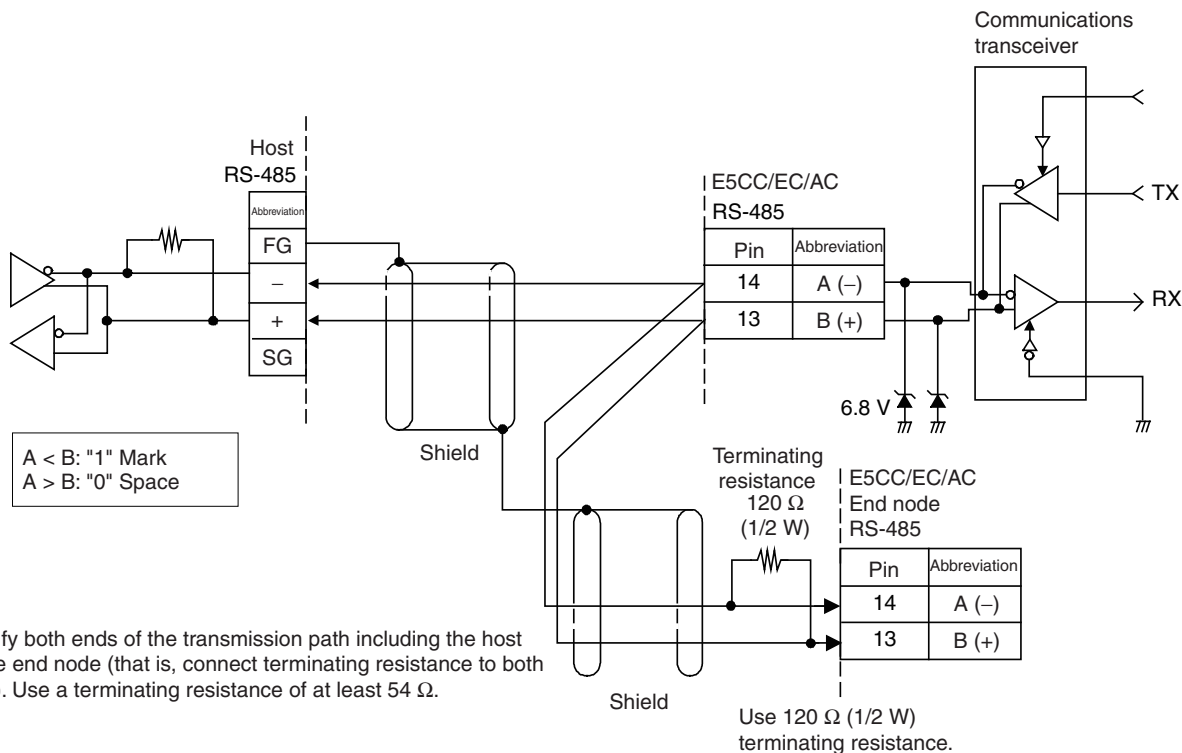 Communications
transceiver
Host
RS-485
Abbreviation
FG
−
+
SG
E5CC/EC/AC
RS-485
Pin Abbreviation
14 A (−)
13 B (+)
TX
RX
6.8 V
A < B: "1" Mark
A > B: "0" Space
Shield
Terminating
resistance
120 Ω
(1/2 W)
E5CC/EC/AC
End node
RS-485
Pin Abbreviation
14 A (−)
13 B (+)
both ends of the transmission path including the host
end node (that is, connect terminating resistance to both
Use a terminating resistance of at least 54 Ω.
Shield
Use 120 Ω (1/2 W)
terminating resistance.